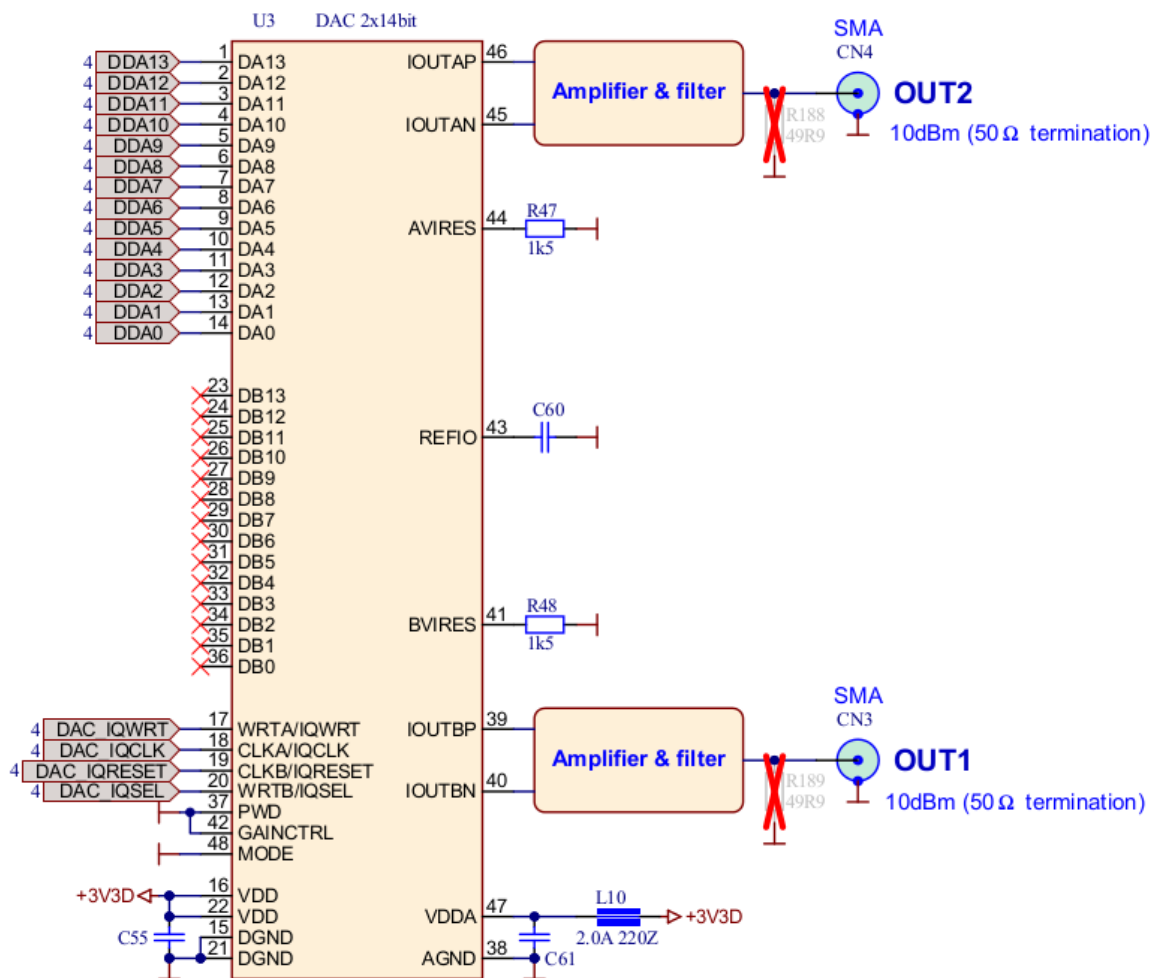 U3 DAC 2x14bit
4 DDA13 1 DA13
4 DDA12 2 DA12
4 DDA11 3 DA11
4 DDA10 4 DA10
4 DDA9 5 DA9
4 DDA8 6 DA8
4 DDA7 7 DA7
4 DDA6 8 DA6
4 DDA5 9 DA5
4 DDA4 10 DA4
4 DDA3 11 DA3
4 DDA2 12 DA2
4 DDA1 13 DA1
4 DDA0 14 DA0
23 DB13
24 DB12
25 DB11
26 DB10
27 DB9
28 DB8
29 DB7
30 DB6
31 DB5
32 DB4
33 DB3
34 DB2
35 DB1
36 DB0
4 DAC_IQWRT 17 WRTA/IQWRT
4 DAC_IQCLK 18 CLKA/IQCLK
4 DAC_IQRESET 19 CLKB/IQRESET
4 DAC_IQSEL 20 WRTB/IQSEL
37 PWD
42 GAINCTRL
48 MODE
+3V3D 16 VDD
22 VDD
C55 15 DGND
21 DGND
IOUTAP 46
IOUTAN 45
Amplifier & filter
SMA
CN4
OUT2
R188
49R9
10dBm (50Ω termination)
AVIRES 44 R47
1k5
REFIO 43 C60
BVIRES 41 R48
1k5
IOUTBP 39
IOUTBN 40
Amplifier & filter
SMA
CN3
OUT1
R189
49R9
10dBm (50Ω termination)
VDDA 47 L10 +3V3D
2.0A 220Z
AGND 38 C61